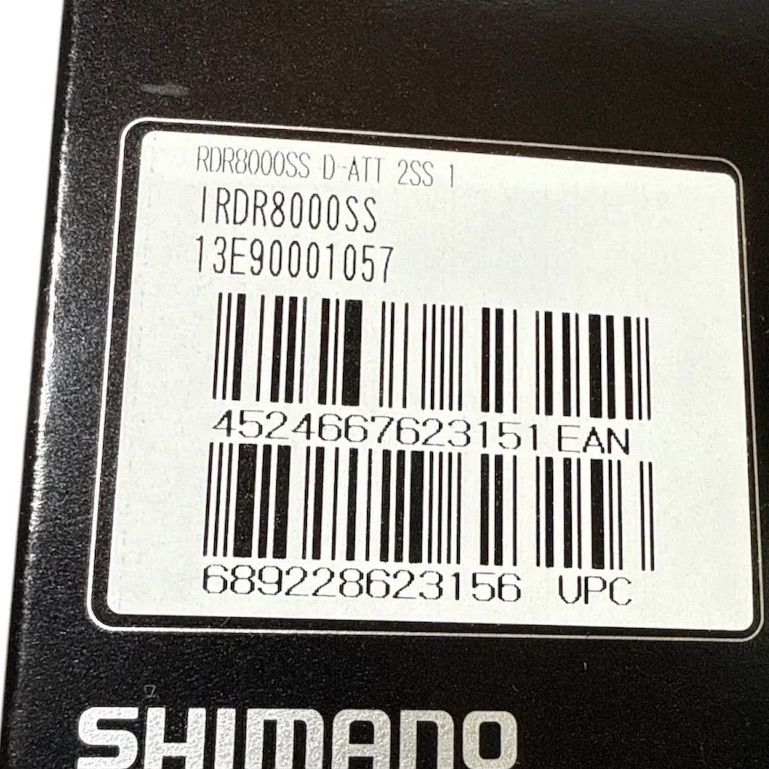 RDR8000SS D-ATT 2SS 1
IRDR8000SS
13E90001057
4524667623151 EAN
689228623156 UPC
SHIMANO